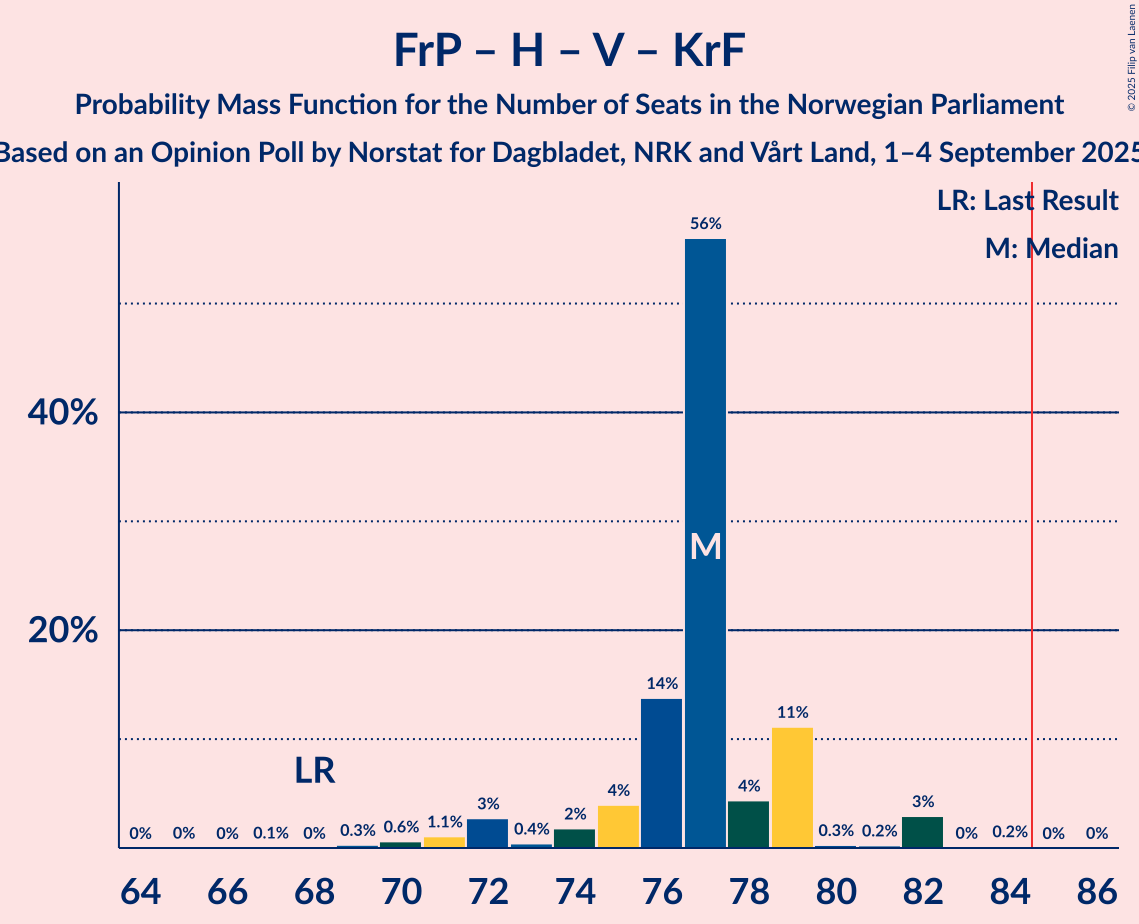 FrP – H – V – KrF
Probability Mass Function for the Number of Seats in the Norwegian Parliament
Based on an Opinion Poll by Norstat for Dagbladet, NRK and Vårt Land, 1–4 September 2025
© 2025 Filip van Laenen
LR: Last Result
M: Median
40%
20%
0% 0% 0% 0.1% 0% 0.3% 0.6% 1.1% 3% 0.4% 2% 4% 14% 56% 4% 11% 0.3% 0.2% 3% 0% 0.2% 0% 0%
LR
M
64 66 68 70 72 74 76 78 80 82 84 86